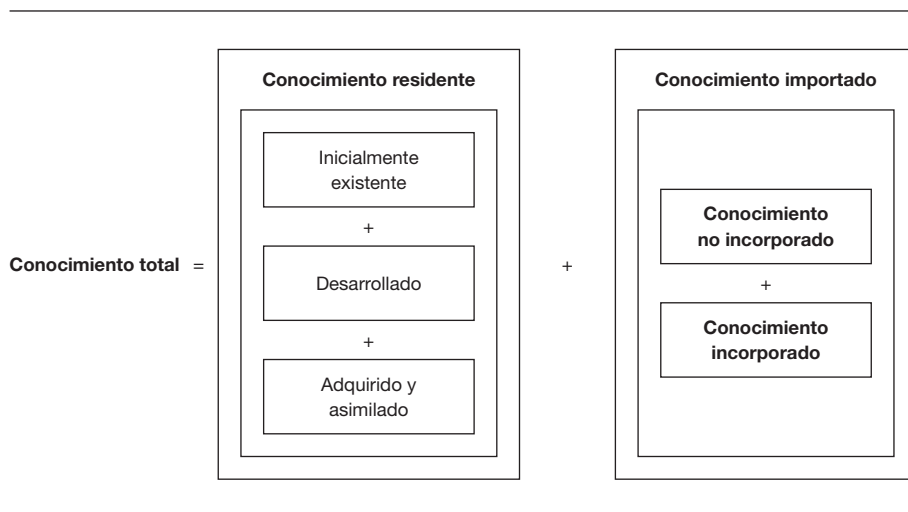 Conocimiento total =
Conocimiento residente
Inicialmente
existente
+
Desarrollado
+
Adquirido y
asimilado
+
Conocimiento importado
Conocimiento
no incorporado
+
Conocimiento
incorporado